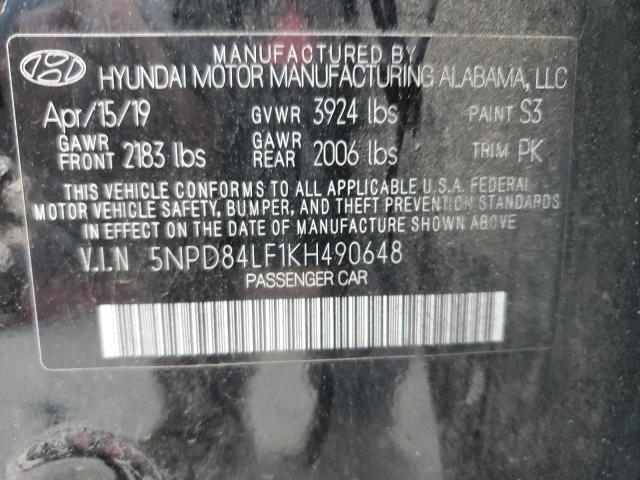 MANUFACTURED BY
HYUNDAI MOTOR MANUFACTURING ALABAMA, LLC
Apr/15/19 GVWR 3924 lbs PAINT S3
GAWR FRONT 2183 lbs GAWR REAR 2006 lbs TRIM PK
THIS VEHICLE CONFORMS TO ALL APPLICABLE U.S.A. FEDERAL
MOTOR VEHICLE SAFETY, BUMPER, AND THEFT PREVENTION STANDARDS
IN EFFECT ON THE DATE OF MANUFACTURE SHOWN ABOVE.
V.I.N 5NPD84LF1KH490648
PASSENGER CAR